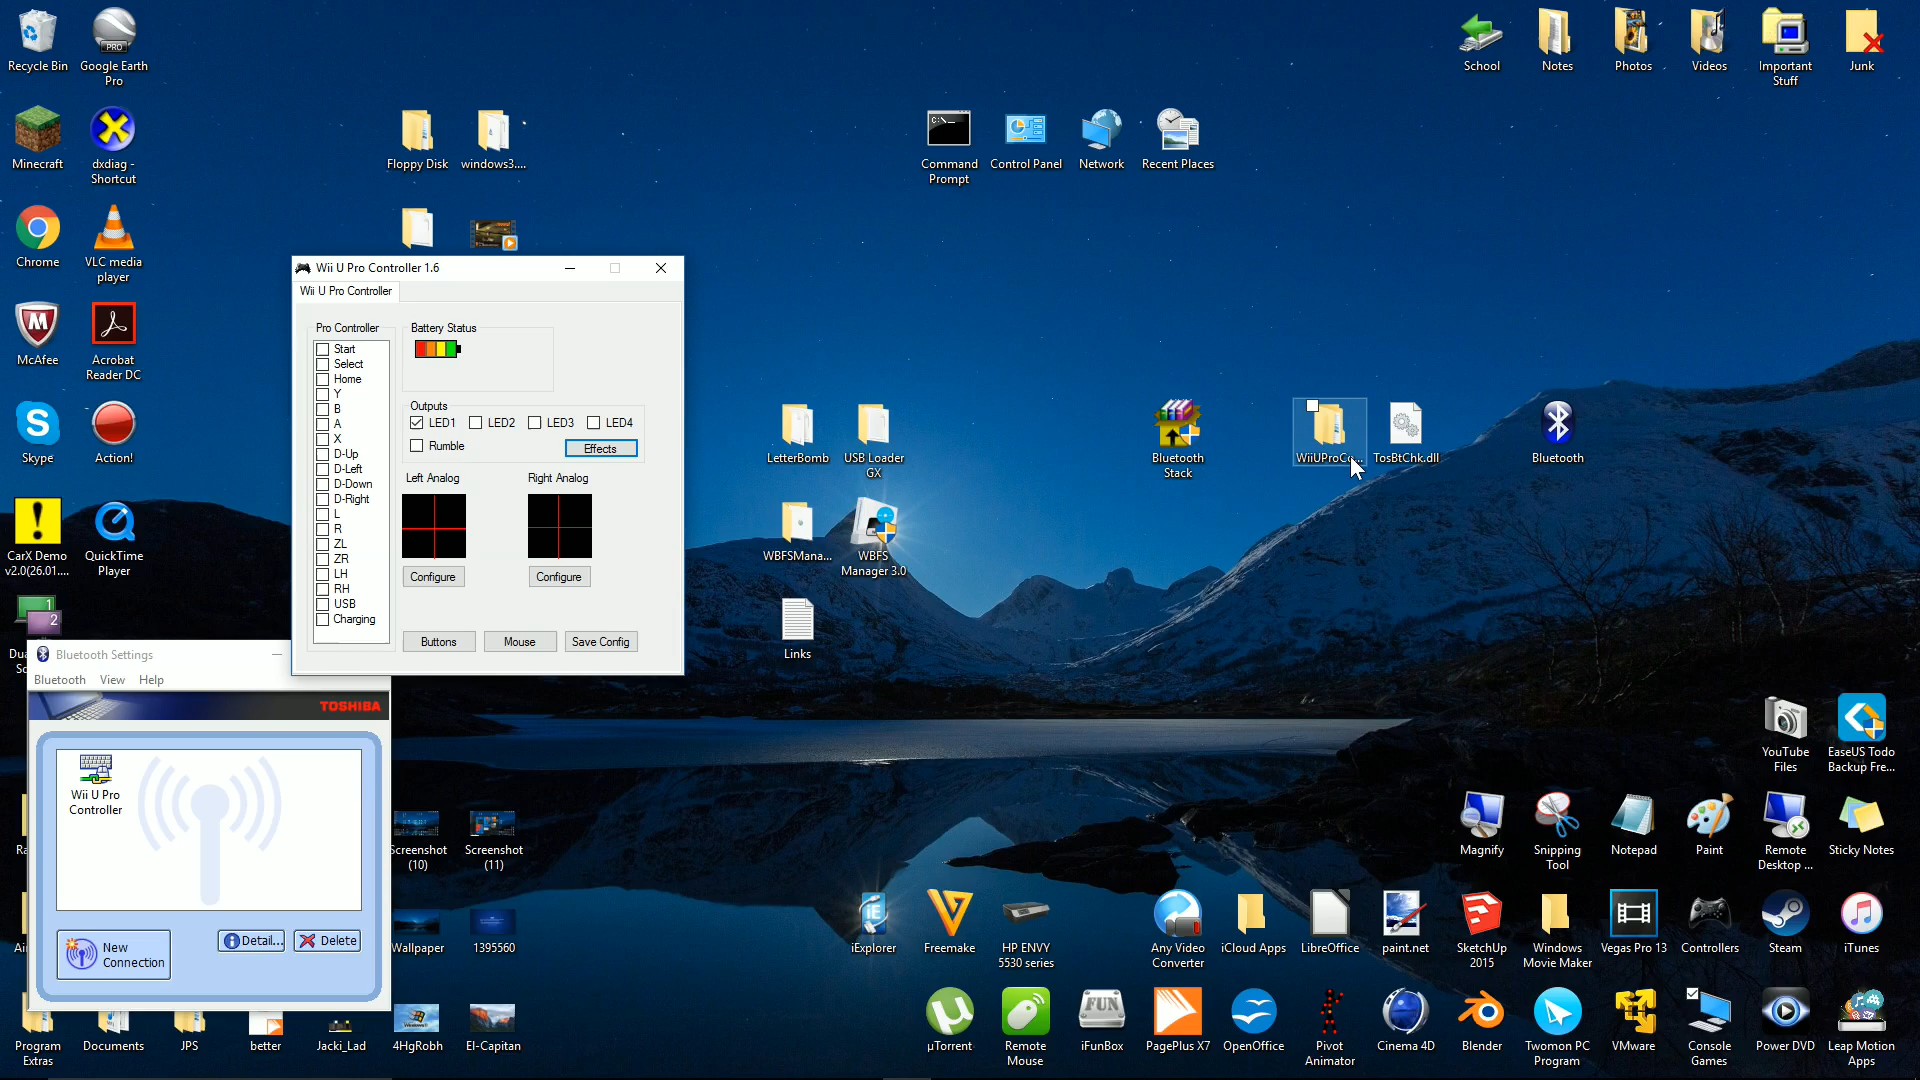 Recycle Bin
Google Earth
Pro
School
Notes
Photos
Videos
Important
Stuff
Junk
Minecraft
dxdiag -
Shortcut
Floppy Disk
windows3....
Command
Prompt
Control Panel
Network
Recent Places
Chrome
VLC media
player
McAfee
Acrobat
Reader DC
Skype
Action!
CarX Demo
v2.0(26.01....
QuickTime
Player
Wii U Pro Controller 1.6
Wii U Pro Controller
Pro Controller
Start
Select
Home
Y
B
A
X
D-Up
D-Left
D-Down
D-Right
L
R
ZL
ZR
LH
RH
USB
Charging
Battery Status
Outputs
LED1
LED2
LED3
LED4
Rumble
Effects
Left Analog
Right Analog
Configure
Configure
Buttons
Mouse
Save Config
LetterBomb
USB Loader
GX
Bluetooth
Stack
WiiUProCo...
TosBtChk.dll
Bluetooth
WBFSMana...
WBFS
Manager 3.0
Links
Bluetooth Settings
Bluetooth
View
Help
TOSHIBA
Wii U Pro
Controller
New
Connection
Detail...
Delete
YouTube
Files
EaseUS Todo
Backup Fre...
Screenshot
(10)
Screenshot
(11)
Magnify
Snipping
Tool
Notepad
Paint
Remote
Desktop ...
Sticky Notes
Wallpaper
1395560
iExplorer
Freemake
HP ENVY
5530 series
Any Video
Converter
iCloud Apps
LibreOffice
paint.net
SketchUp
2015
Windows
Movie Maker
Vegas Pro 13
Controllers
Steam
iTunes
Program
Extras
Documents
JPS
better
Jacki_Lad
4HgRobh
El-Capitan
µTorrent
Remote
Mouse
iFunBox
PagePlus X7
OpenOffice
Pivot
Animator
Cinema 4D
Blender
Twomon PC
Program
VMware
Console
Games
Power DVD
Leap Motion
Apps